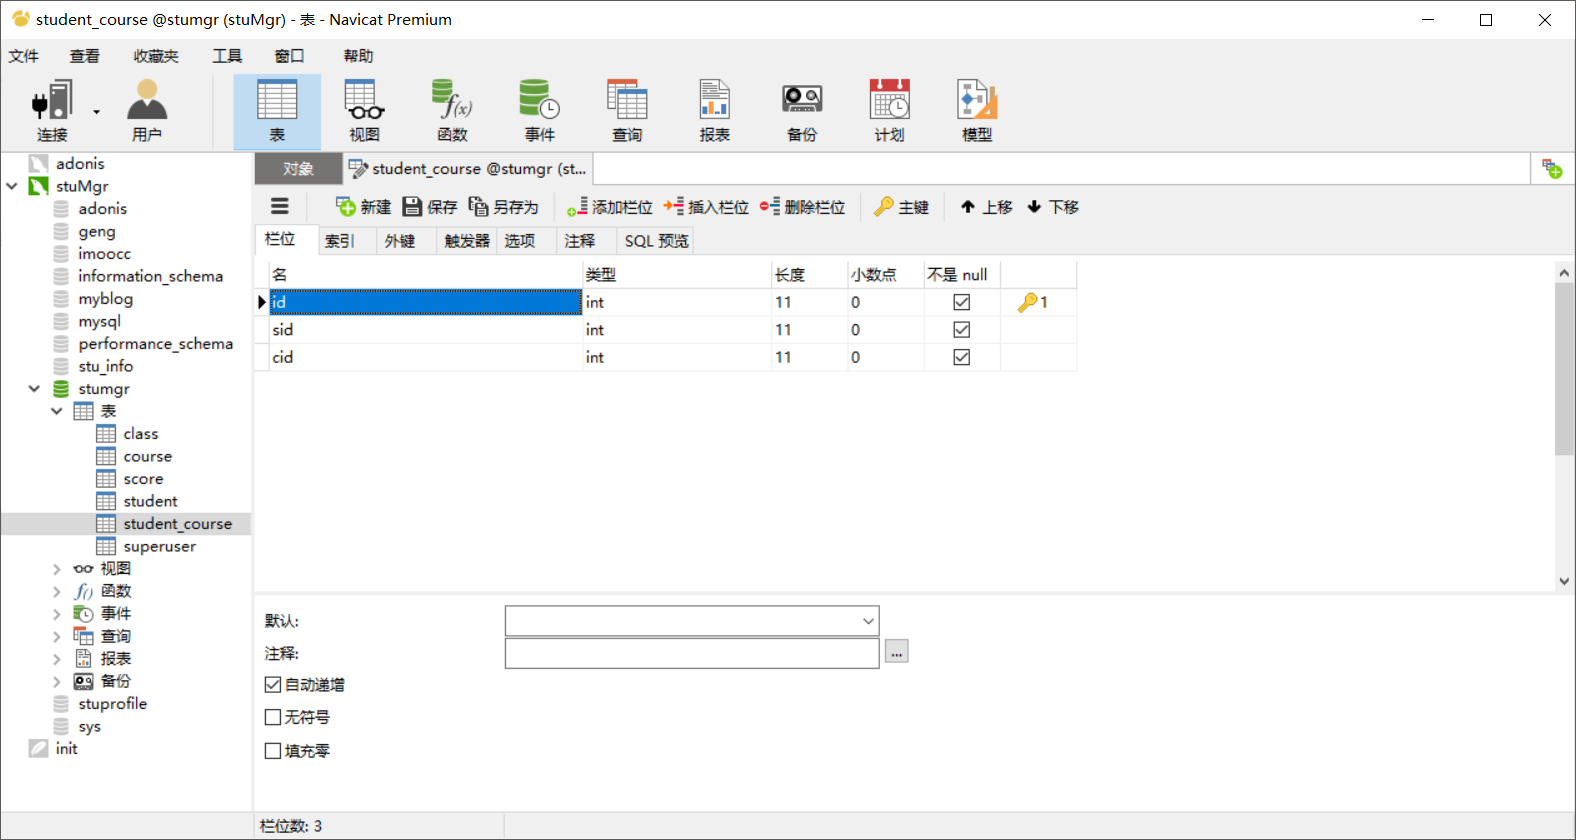 student_course @stumgr (stuMgr) - 表 - Navicat Premium
文件 查看 收藏夹 工具 窗口 帮助
连接 用户 表 视图 函数 事件 查询 报表 备份 计划 模型
adonis
stuMgr
adonis
geng
imoocc
information_schema
myblog
mysql
performance_schema
stu_info
stumgr
表
class
course
score
student
student_course
superuser
视图
函数
事件
查询
报表
备份
stuprofile
sys
init
对象 student_course @stumgr (st...
新建 保存 另存为 添加栏位 插入栏位 删除栏位 主键 上移 下移
栏位 索引 外键 触发器 选项 注释 SQL 预览
名 类型 长度 小数点 不是 null
id int 11 0 1
sid int 11 0
cid int 11 0
默认:
注释: ...
自动递增
无符号
填充零
栏位数: 3